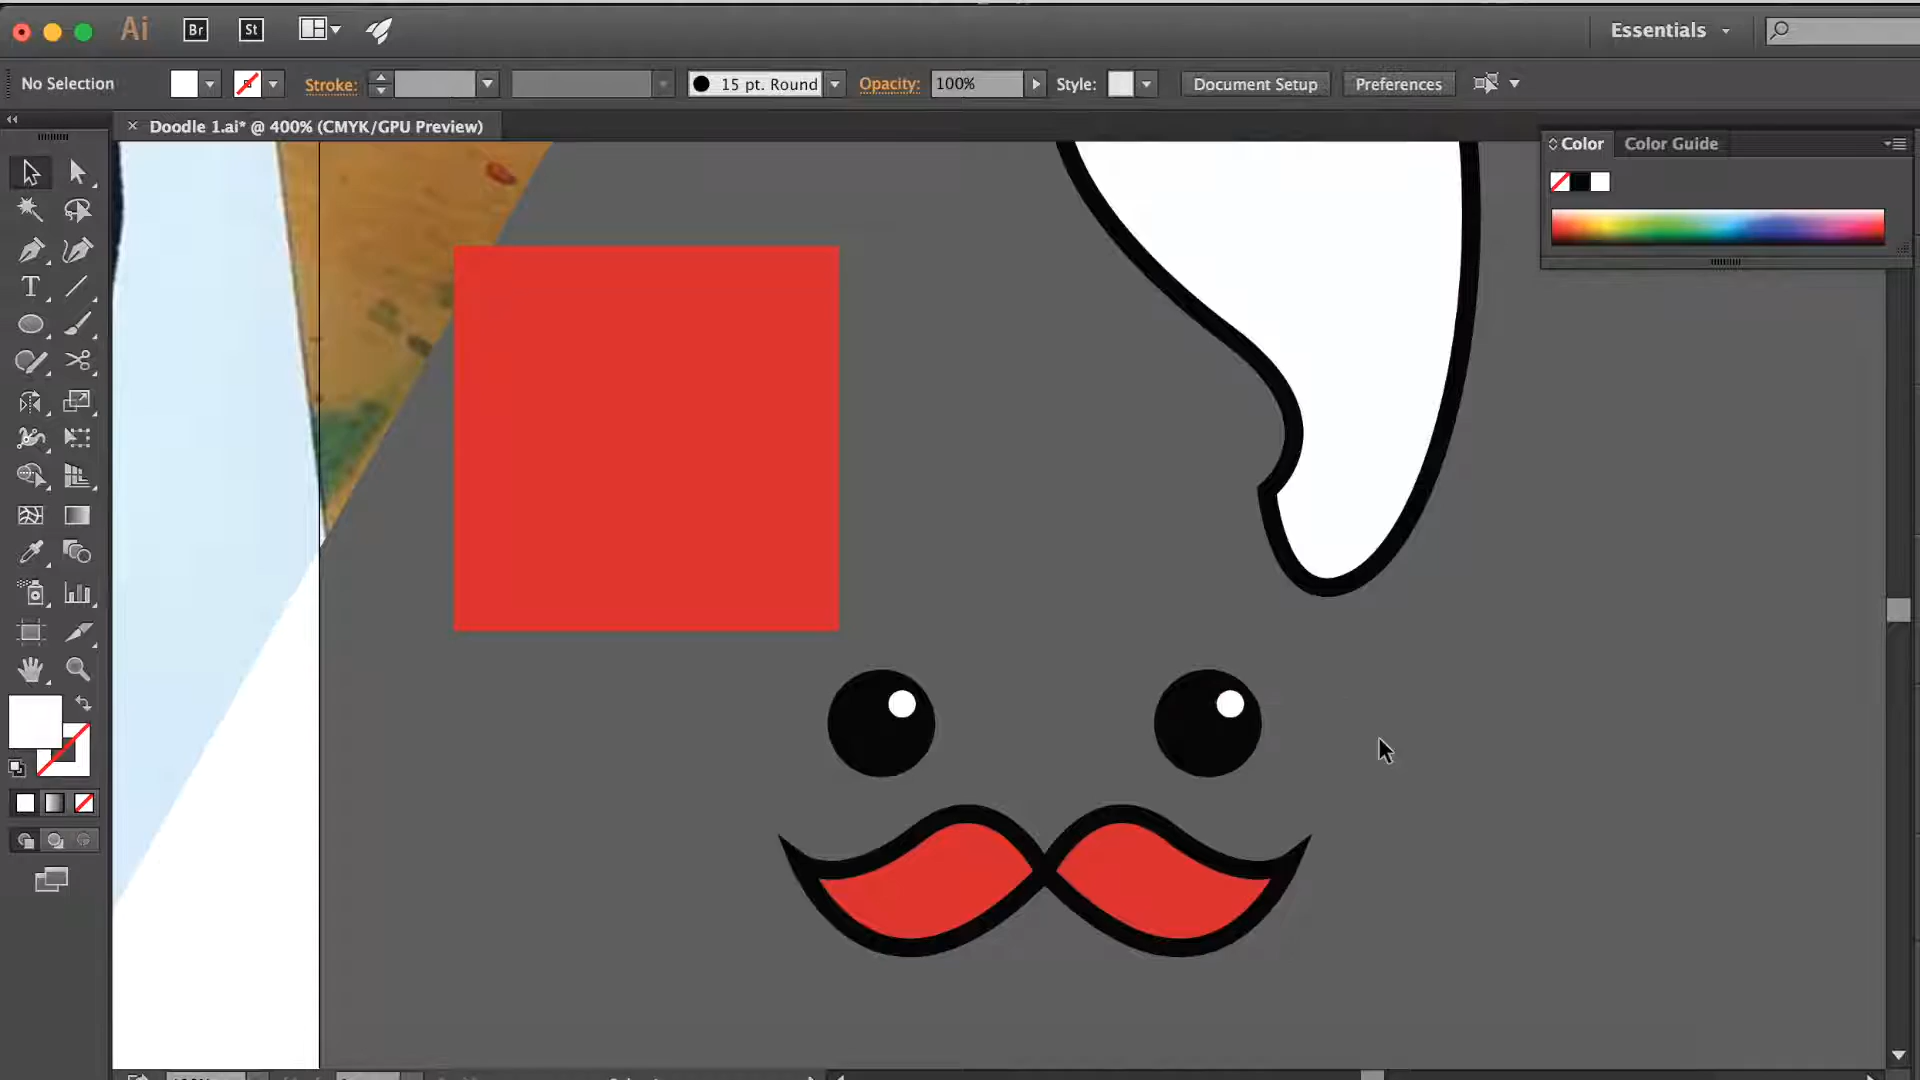 Ai Br St Essentials
No Selection Stroke: 15 pt. Round Opacity: 100% Style: Document Setup Preferences
× Doodle 1.ai* @ 400% (CMYK/GPU Preview)
Color Color Guide